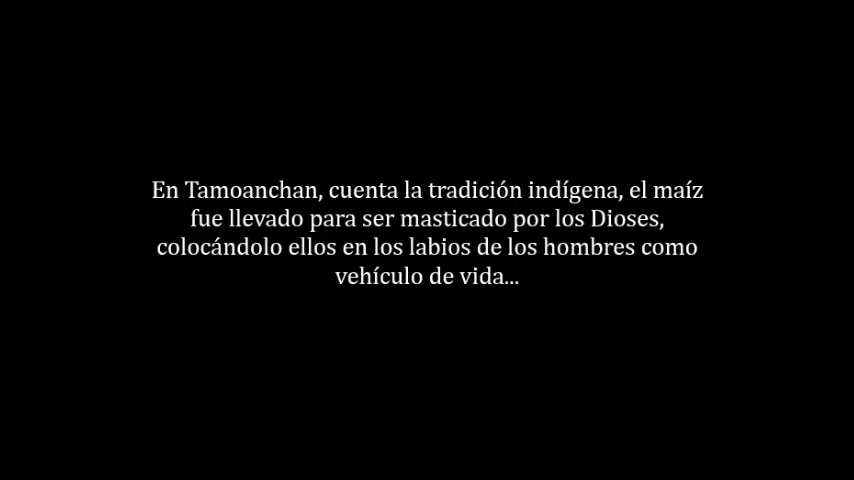 En Tamoanchan, cuenta la tradición indígena, el maíz
fue llevado para ser masticado por los Dioses,
colocándolo ellos en los labios de los hombres como
vehículo de vida...